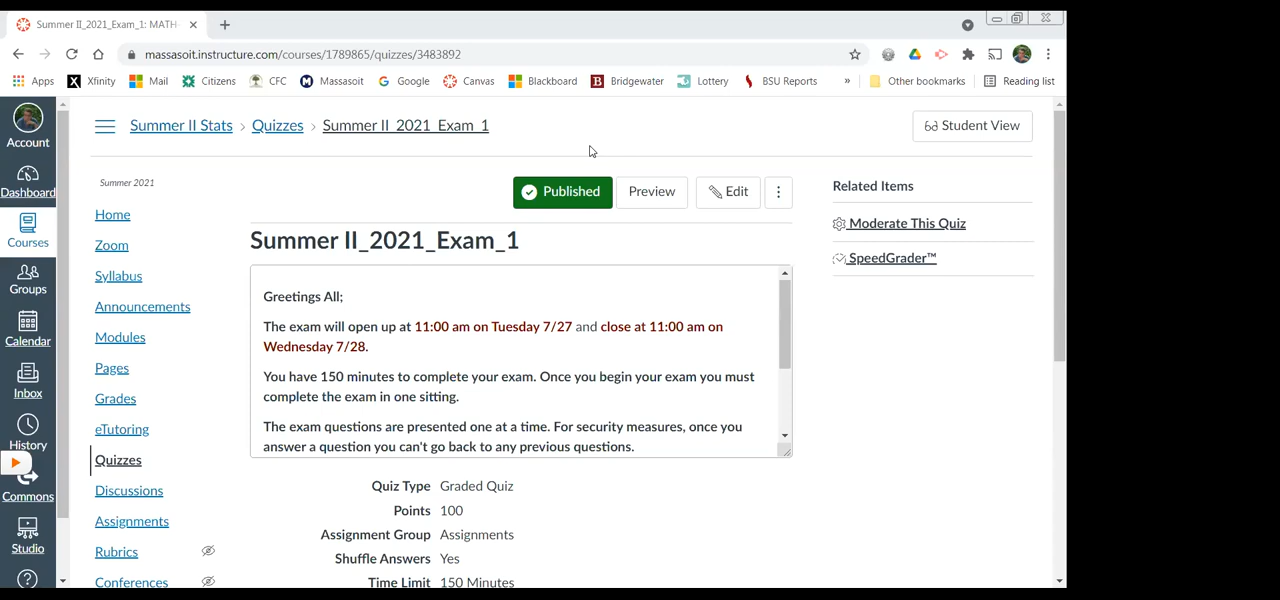 Summer II_2021_Exam_1: MATH
massasoit.instructure.com/courses/1789865/quizzes/3483892
Apps Xfinity Mail Citizens CFC Massasoit Google Canvas Blackboard Bridgewater Lottery BSU Reports » Other bookmarks Reading list
Account
Dashboard
Courses
Groups
Calendar
Inbox
History
Commons
Studio
Summer II Stats › Quizzes › Summer II_2021_Exam_1
Student View
Summer 2021
Home
Zoom
Syllabus
Announcements
Modules
Pages
Grades
eTutoring
Quizzes
Discussions
Assignments
Rubrics
Conferences
Published Preview Edit
Summer II_2021_Exam_1
Greetings All;
The exam will open up at 11:00 am on Tuesday 7/27 and close at 11:00 am on
Wednesday 7/28.
You have 150 minutes to complete your exam. Once you begin your exam you must
complete the exam in one sitting.
The exam questions are presented one at a time. For security measures, once you
answer a question you can't go back to any previous questions.
Quiz Type Graded Quiz
Points 100
Assignment Group Assignments
Shuffle Answers Yes
Time Limit 150 Minutes
Related Items
Moderate This Quiz
SpeedGrader™